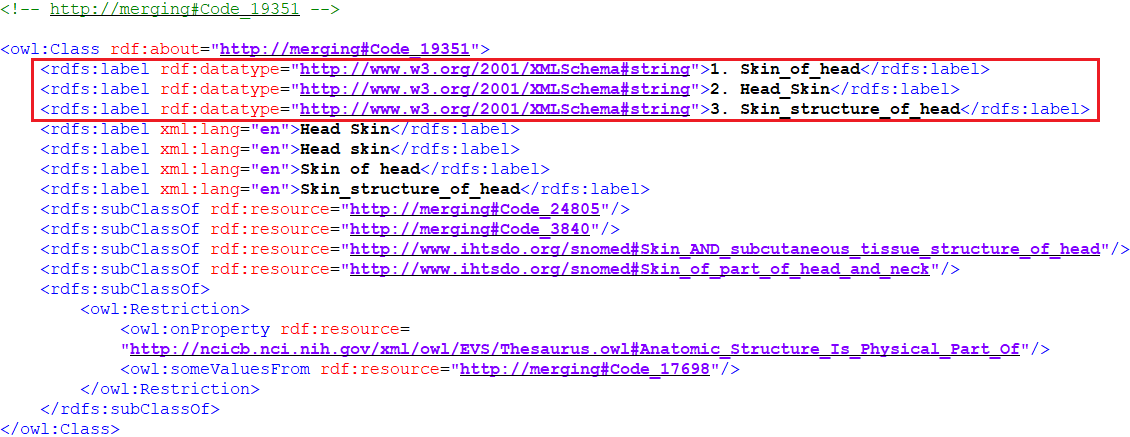 <!-- http://merging#Code_19351 -->
<owl:Class rdf:about="http://merging#Code_19351">
<rdfs:label rdf:datatype="http://www.w3.org/2001/XMLSchema#string">1. Skin_of_head</rdfs:label>
<rdfs:label rdf:datatype="http://www.w3.org/2001/XMLSchema#string">2. Head_Skin</rdfs:label>
<rdfs:label rdf:datatype="http://www.w3.org/2001/XMLSchema#string">3. Skin_structure_of_head</rdfs:label>
<rdfs:label xml:lang="en">Head Skin</rdfs:label>
<rdfs:label xml:lang="en">Head skin</rdfs:label>
<rdfs:label xml:lang="en">Skin of head</rdfs:label>
<rdfs:label xml:lang="en">Skin_structure_of_head</rdfs:label>
<rdfs:subClassOf rdf:resource="http://merging#Code_24805"/>
<rdfs:subClassOf rdf:resource="http://merging#Code_3840"/>
<rdfs:subClassOf rdf:resource="http://www.ihtsdo.org/snomed#Skin_AND_subcutaneous_tissue_structure_of_head"/>
<rdfs:subClassOf rdf:resource="http://www.ihtsdo.org/snomed#Skin_of_part_of_head_and_neck"/>
<rdfs:subClassOf>
<owl:Restriction>
<owl:onProperty rdf:resource=
"http://ncicb.nci.nih.gov/xml/owl/EVS/Thesaurus.owl#Anatomic_Structure_Is_Physical_Part_Of"/>
<owl:someValuesFrom rdf:resource="http://merging#Code_17698"/>
</owl:Restriction>
</rdfs:subClassOf>
</owl:Class>